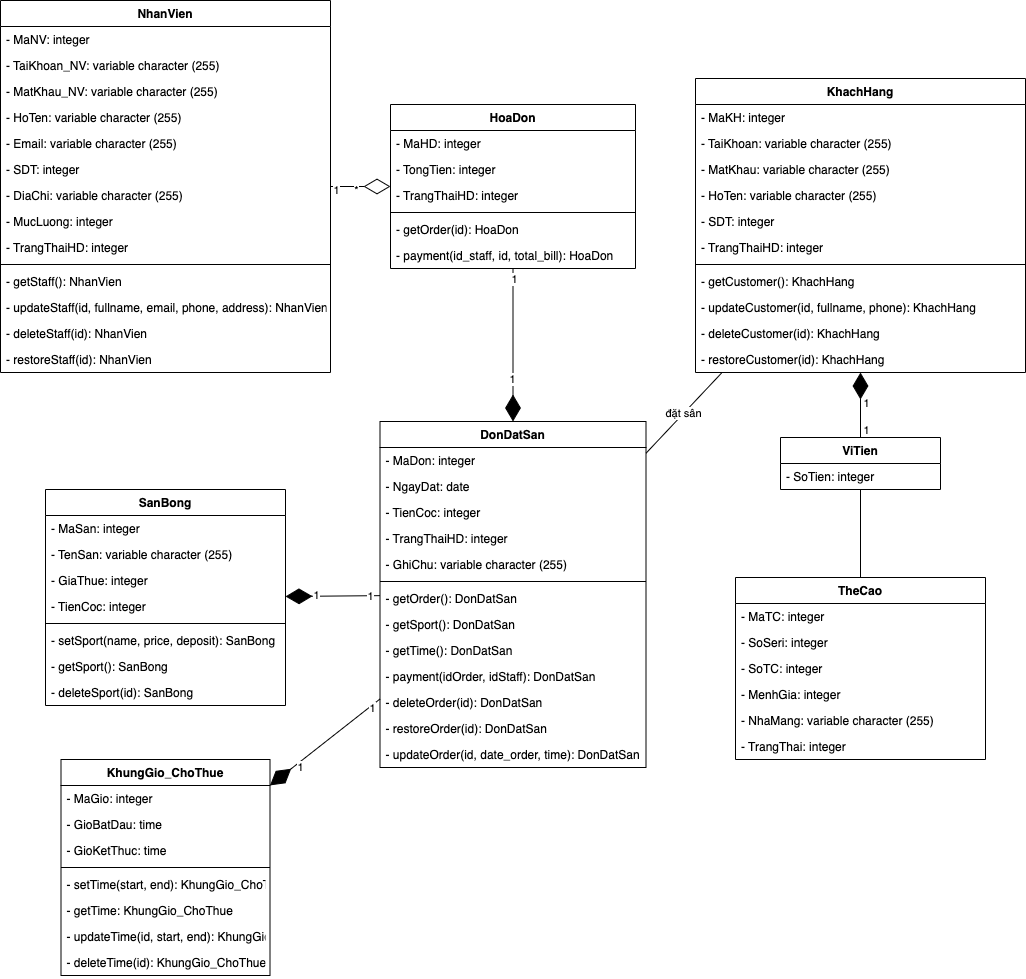 NhanVien
- MaNV: integer
- TaiKhoan_NV: variable character (255)
- MatKhau_NV: variable character (255)
- HoTen: variable character (255)
- Email: variable character (255)
- SDT: integer
- DiaChi: variable character (255)
- MucLuong: integer
- TrangThaiHD: integer
- getStaff(): NhanVien
- updateStaff(id, fullname, email, phone, address): NhanVien
- deleteStaff(id): NhanVien
- restoreStaff(id): NhanVien
1
*
HoaDon
- MaHD: integer
- TongTien: integer
- TrangThaiHD: integer
- getOrder(id): HoaDon
- payment(id_staff, id, total_bill): HoaDon
1
1
KhachHang
- MaKH: integer
- TaiKhoan: variable character (255)
- MatKhau: variable character (255)
- HoTen: variable character (255)
- SDT: integer
- TrangThaiHD: integer
- getCustomer(): KhachHang
- updateCustomer(id, fullname, phone): KhachHang
- deleteCustomer(id): KhachHang
- restoreCustomer(id): KhachHang
đặt sân
1
1
ViTien
- SoTien: integer
DonDatSan
- MaDon: integer
- NgayDat: date
- TienCoc: integer
- TrangThaiHD: integer
- GhiChu: variable character (255)
- getOrder(): DonDatSan
- getSport(): DonDatSan
- getTime(): DonDatSan
- payment(idOrder, idStaff): DonDatSan
- deleteOrder(id): DonDatSan
- restoreOrder(id): DonDatSan
- updateOrder(id, date_order, time): DonDatSan
SanBong
- MaSan: integer
- TenSan: variable character (255)
- GiaThue: integer
- TienCoc: integer
- setSport(name, price, deposit): SanBong
- getSport(): SanBong
- deleteSport(id): SanBong
1
1
TheCao
- MaTC: integer
- SoSeri: integer
- SoTC: integer
- MenhGia: integer
- NhaMang: variable character (255)
- TrangThai: integer
1
1
KhungGio_ChoThue
- MaGio: integer
- GioBatDau: time
- GioKetThuc: time
- setTime(start, end): KhungGio_Cho
- getTime: KhungGio_ChoThue
- updateTime(id, start, end): KhungGi
- deleteTime(id): KhungGio_ChoThue